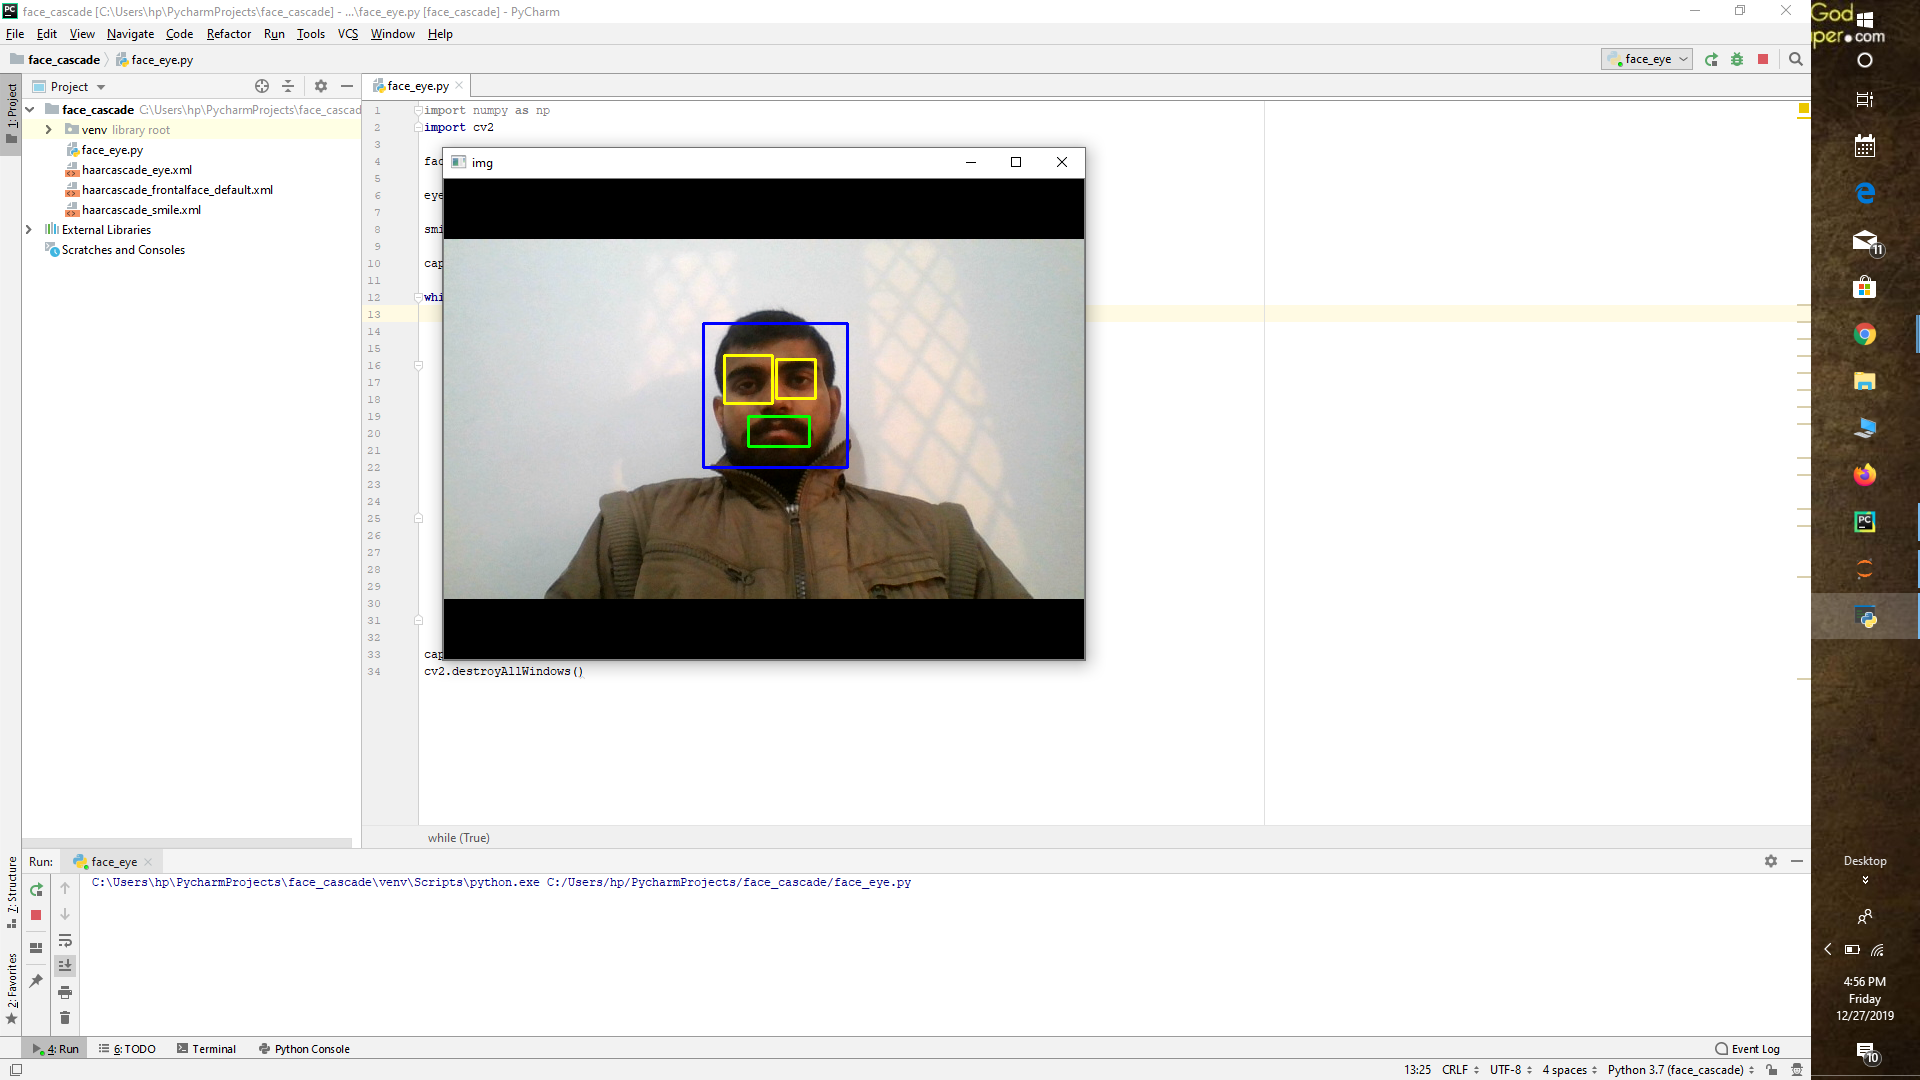 face_cascade [C:\Users\hp\PycharmProjects\face_cascade] - ...\face_eye.py [face_cascade] - PyCharm
File Edit View Navigate Code Refactor Run Tools VCS Window Help
face_cascade face_eye.py
face_eye
1: Project
Project
face_cascade C:\Users\hp\PycharmProjects\face_cascad
venv library root
face_eye.py
haarcascade_eye.xml
haarcascade_frontalface_default.xml
haarcascade_smile.xml
External Libraries
Scratches and Consoles
face_eye.py
1 import numpy as np
2 import cv2
3
4 fac
5
6 eye
7
8 smi
9
10 cap
11
12 whi
13
14
15
16
17
18
19
20
21
22
23
24
25
26
27
28
29
30
31
32
33 cap
34 cv2.destroyAllWindows()
img
while (True)
Run: face_eye
C:\Users\hp\PycharmProjects\face_cascade\venv\Scripts\python.exe C:/Users/hp/PycharmProjects/face_cascade/face_eye.py
7: Structure
2: Favorites
4: Run 6: TODO Terminal Python Console
Event Log
13:25 CRLF UTF-8 4 spaces Python 3.7 (face_cascade)
God
per.com
11
PC
Desktop
4:56 PM
Friday
12/27/2019
10